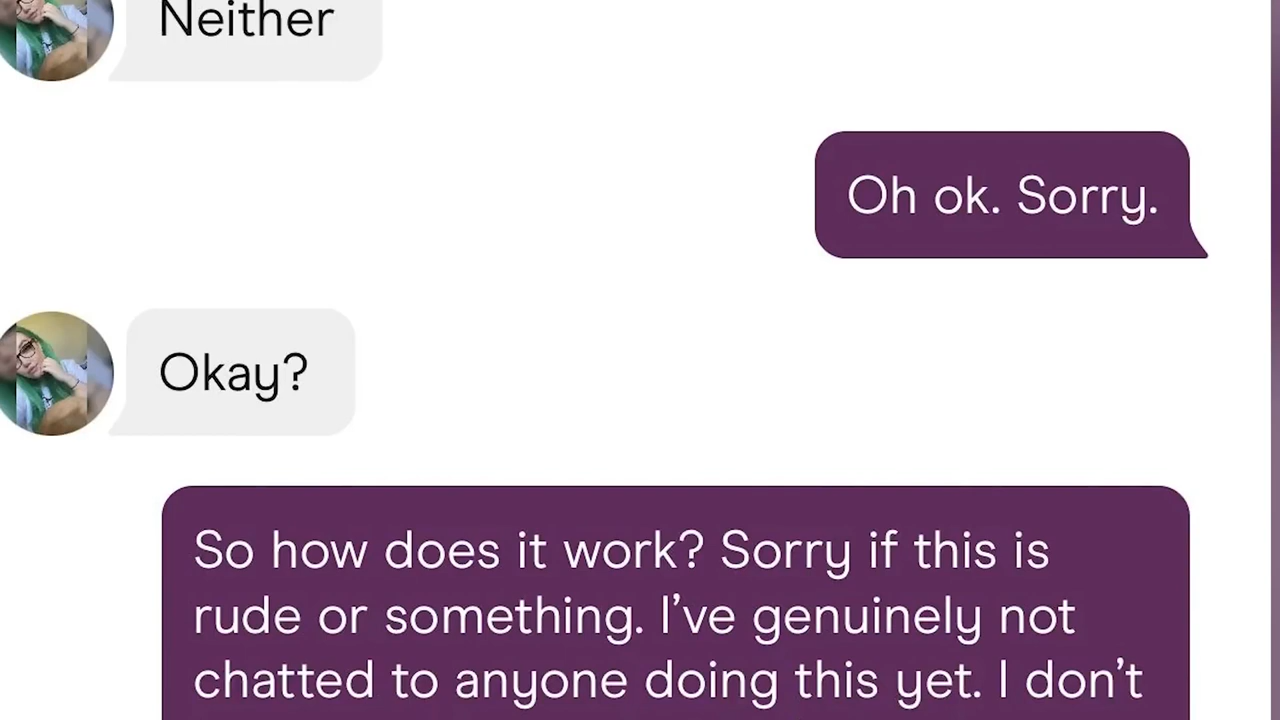 Neither
Oh ok. Sorry.
Okay?
So how does it work? Sorry if this is
rude or something. I’ve genuinely not
chatted to anyone doing this yet. I don’t